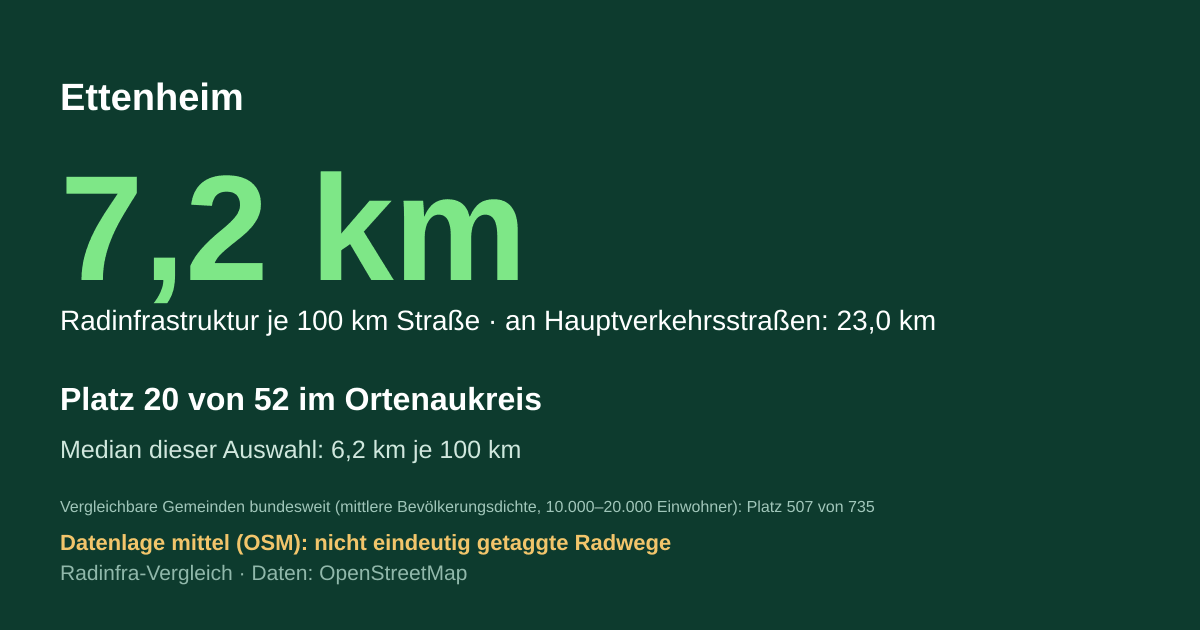 Ettenheim
7,2 km
Radinfrastruktur je 100 km Straße · an Hauptverkehrsstraßen: 23,0 km
Platz 20 von 52 im Ortenaukreis
Median dieser Auswahl: 6,2 km je 100 km
Vergleichbare Gemeinden bundesweit (mittlere Bevölkerungsdichte, 10.000–20.000 Einwohner): Platz 507 von 735
Datenlage mittel (OSM): nicht eindeutig getaggte Radwege
Radinfra-Vergleich · Daten: OpenStreetMap